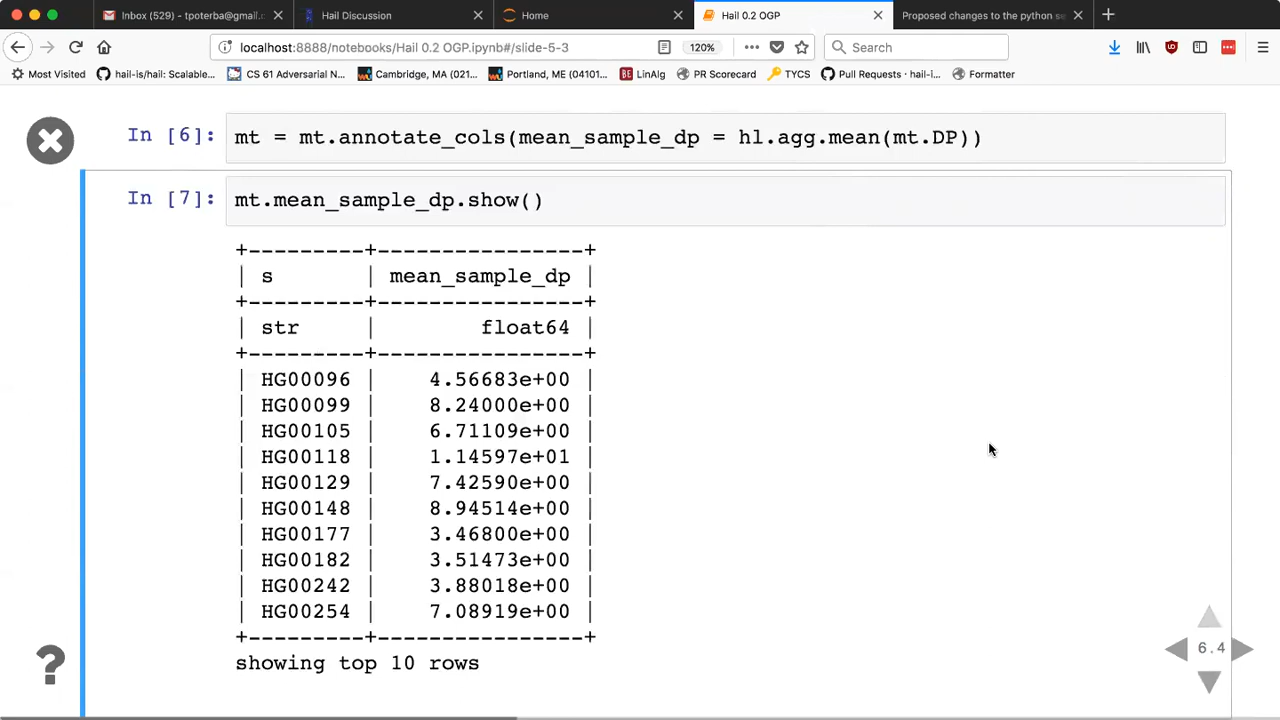 Inbox (529) - tpoterba@gmail.c
Hail Discussion
Home
Hail 0.2 OGP
Proposed changes to the python se
localhost:8888/notebooks/Hail 0.2 OGP.ipynb#/slide-5-3
120%
Search
Most Visited
hail-is/hail: Scalable...
CS 61 Adversarial N...
Cambridge, MA (021...
Portland, ME (04101...
LinAlg
PR Scorecard
TYCS
Pull Requests · hail-i...
Formatter
In [6]: mt = mt.annotate_cols(mean_sample_dp = hl.agg.mean(mt.DP))
In [7]: mt.mean_sample_dp.show()
+---------+----------------+
| s       | mean_sample_dp |
+---------+----------------+
| str     |        float64 |
+---------+----------------+
| HG00096 |    4.56683e+00 |
| HG00099 |    8.24000e+00 |
| HG00105 |    6.71109e+00 |
| HG00118 |    1.14597e+01 |
| HG00129 |    7.42590e+00 |
| HG00148 |    8.94514e+00 |
| HG00177 |    3.46800e+00 |
| HG00182 |    3.51473e+00 |
| HG00242 |    3.88018e+00 |
| HG00254 |    7.08919e+00 |
+---------+----------------+
showing top 10 rows
?
6.4